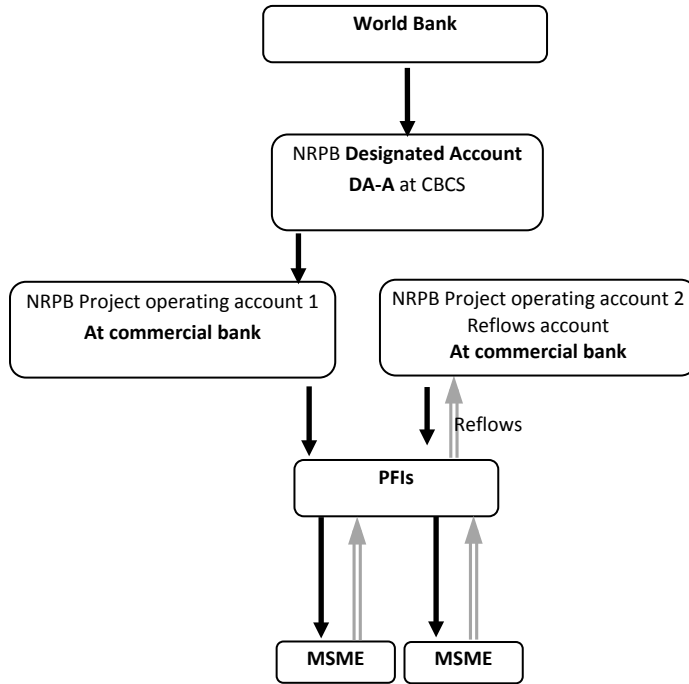 World Bank
NRPB Designated Account
DA-A at CBCS
NRPB Project operating account 1
At commercial bank
NRPB Project operating account 2
Reflows account
At commercial bank
Reflows
PFIs
MSME
MSME